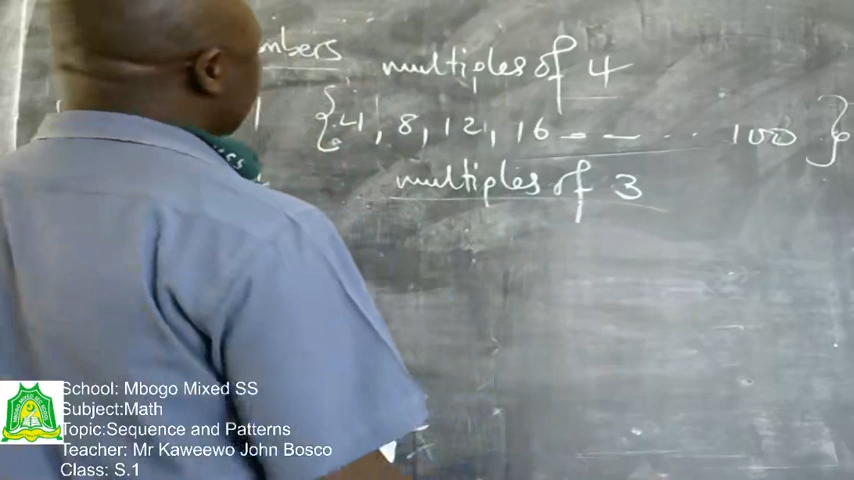 mbers
multiples of 4
{4, 8, 12, 16 - - - .. 100}
multiples of 3
School: Mbogo Mixed SS
Subject:Math
Topic:Sequence and Patterns
Teacher: Mr Kaweewo John Bosco
Class: S.1